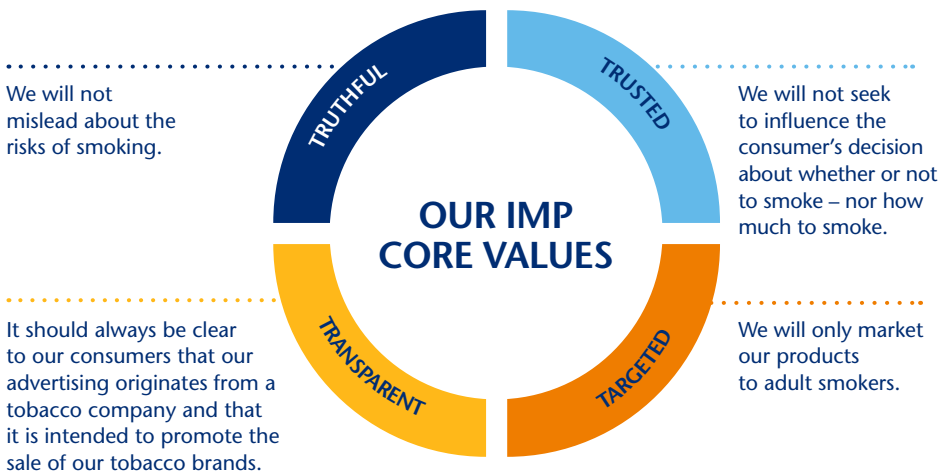 TRUTHFUL
We will not
mislead about the
risks of smoking.
TRUSTED
We will not seek
to influence the
consumer’s decision
about whether or not
to smoke – nor how
much to smoke.
OUR IMP
CORE VALUES
TRANSPARENT
It should always be clear
to our consumers that our
advertising originates from a
tobacco company and that
it is intended to promote the
sale of our tobacco brands.
TARGETED
We will only market
our products
to adult smokers.